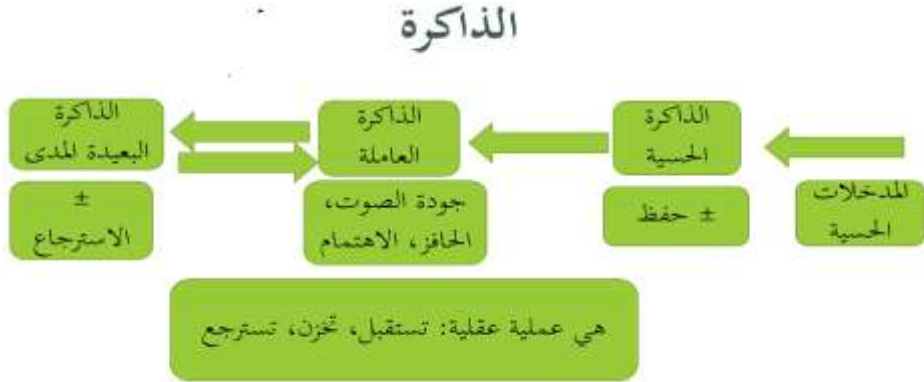 الذاكرة
المدخلات
الحسية
الذاكرة
الحسية
± حفظ
الذاكرة
العاملة
جودة الصوت،
الحافز، الاهتمام
الذاكرة
البعيدة المدى
±
الاسترجاع
هي عملية عقلية: تستقبل، تخزن، تسترجع